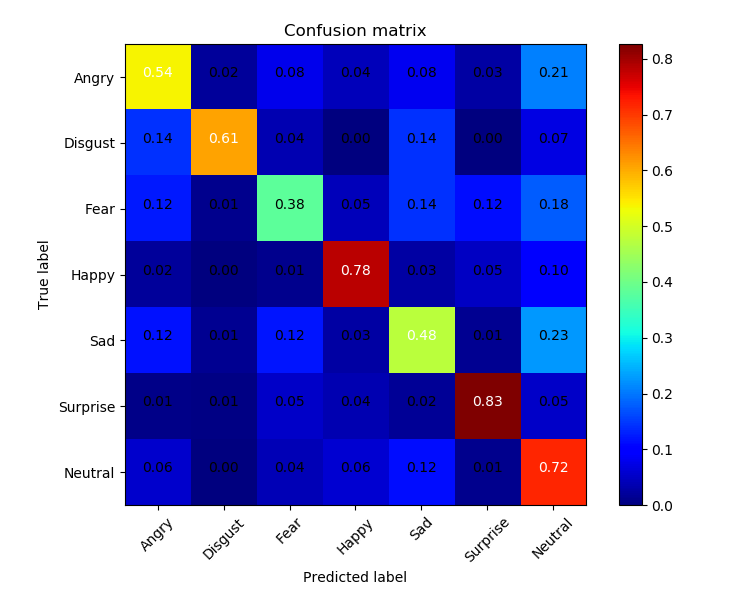 Confusion matrix
Angry 0.54 0.02 0.08 0.04 0.08 0.03 0.21
Disgust 0.14 0.61 0.04 0.00 0.14 0.00 0.07
Fear 0.12 0.01 0.38 0.05 0.14 0.12 0.18
Happy 0.02 0.00 0.01 0.78 0.03 0.05 0.10
Sad 0.12 0.01 0.12 0.03 0.48 0.01 0.23
Surprise 0.01 0.01 0.05 0.04 0.02 0.83 0.05
Neutral 0.06 0.00 0.04 0.06 0.12 0.01 0.72
True label
Angry Disgust Fear Happy Sad Surprise Neutral
Predicted label
0.8
0.7
0.6
0.5
0.4
0.3
0.2
0.1
0.0